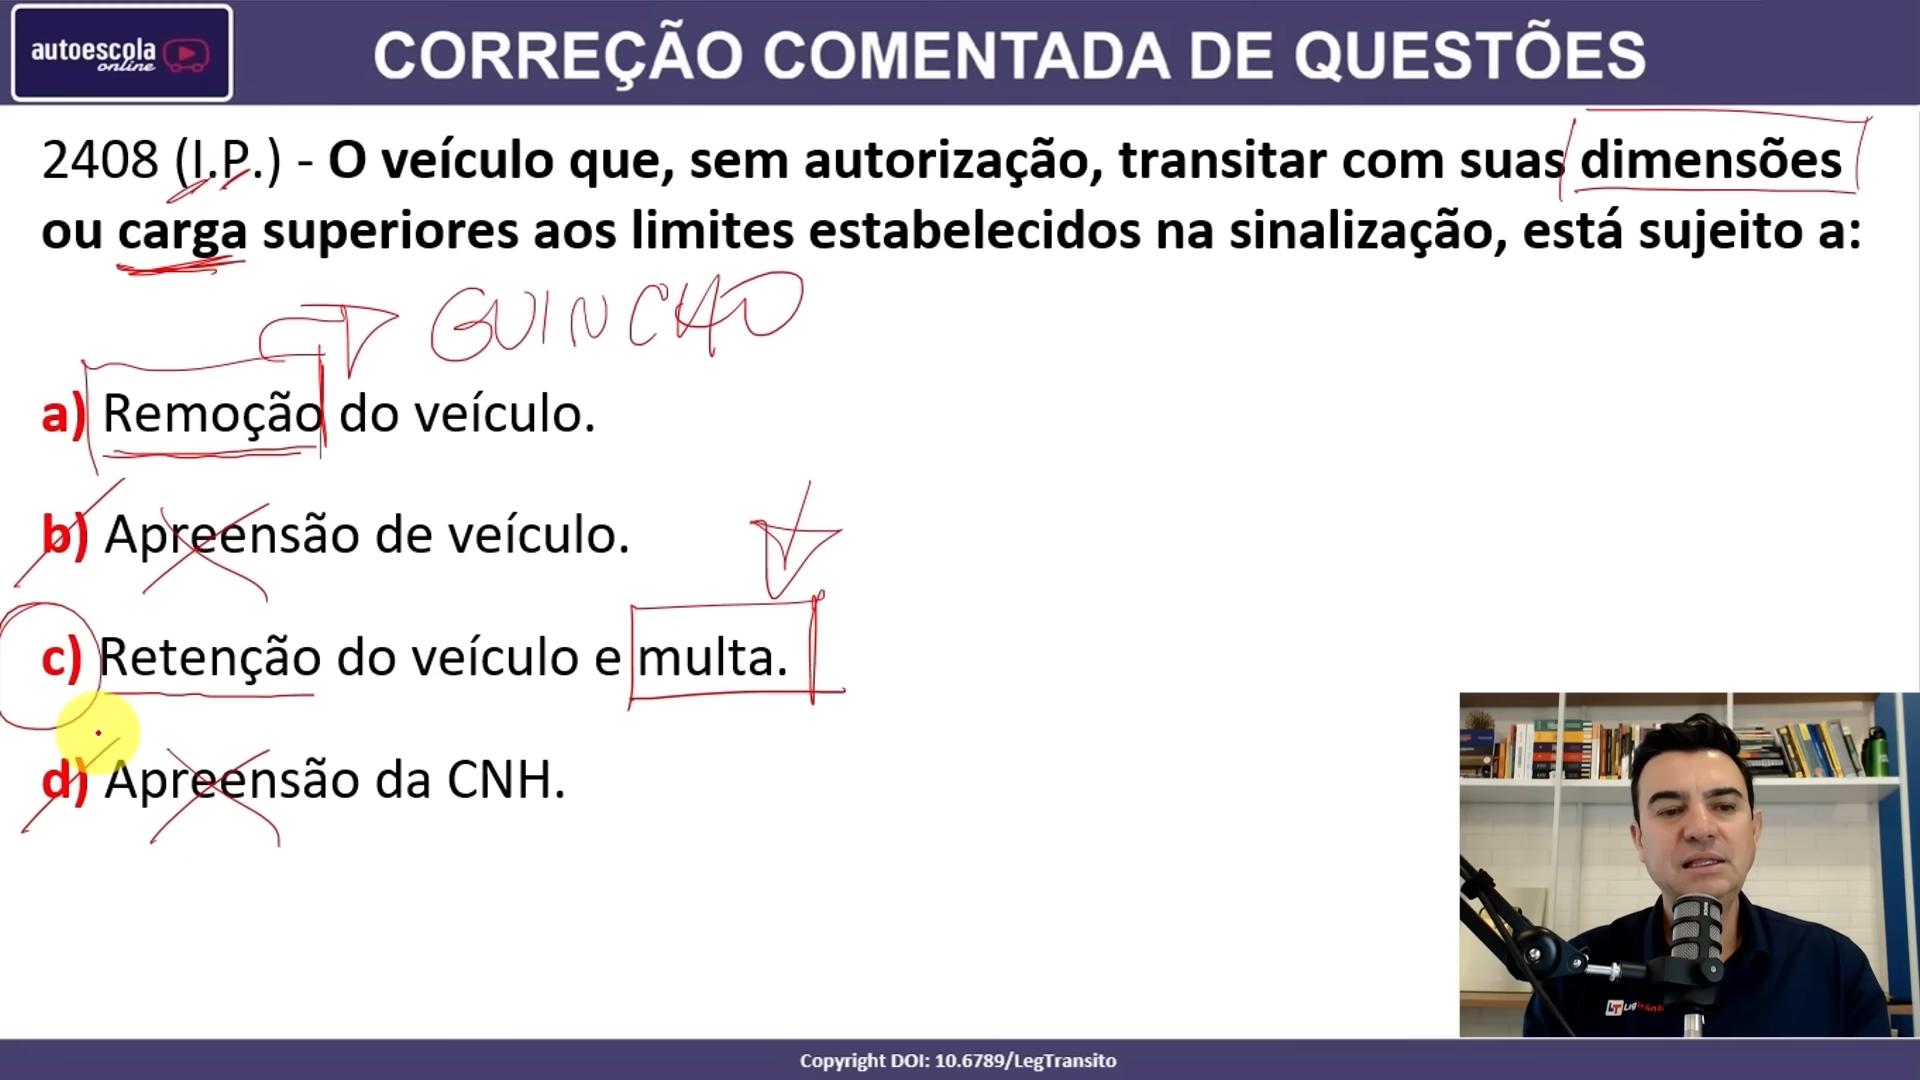 autoescola
online
CORREÇÃO COMENTADA DE QUESTÕES
2408 (I.P.) - O veículo que, sem autorização, transitar com suas dimensões
ou carga superiores aos limites estabelecidos na sinalização, está sujeito a:
GUINCHO
a) Remoção do veículo.
b) Apreensão de veículo.
c) Retenção do veículo e multa.
d) Apreensão da CNH.
LT LegTrânsito
Copyright DOI: 10.6789/LegTransito